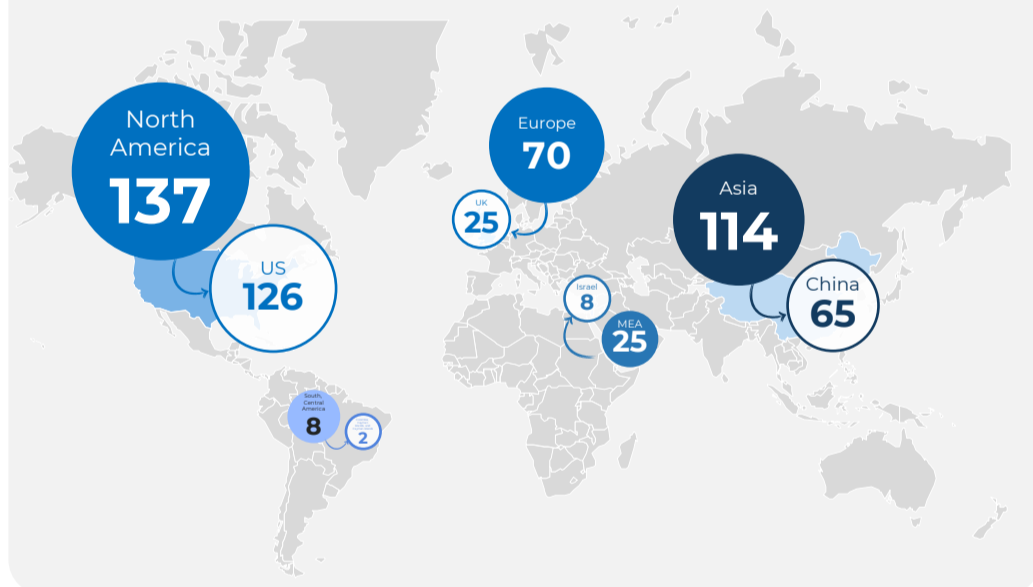 North
America
137
US
126
Europe
70
UK
25
Israel
8
MEA
25
Asia
114
China
65
South,
Central
America
8
2